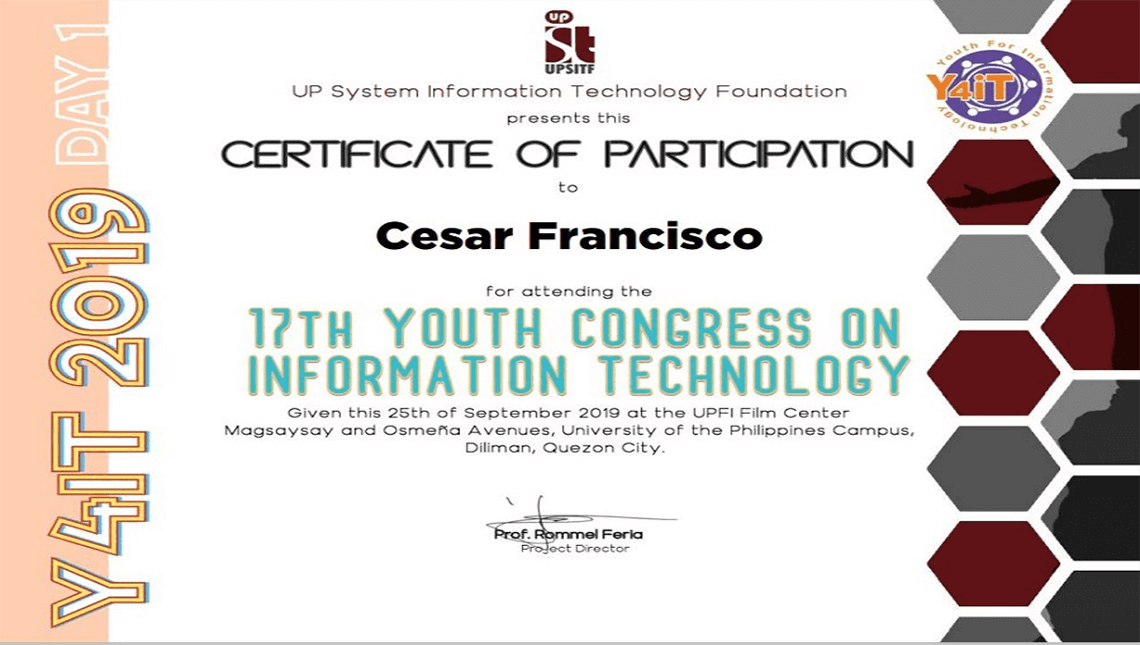 DAY 1
Y4IT 2019
UP
st
UPSITF
UP System Information Technology Foundation
presents this
CERTIFICATE OF PARTICIPATION
to
Cesar Francisco
for attending the
17TH YOUTH CONGRESS ON
INFORMATION TECHNOLOGY
Given this 25th of September 2019 at the UPFI Film Center
Magsaysay and Osmeña Avenues, University of the Philippines Campus,
Diliman, Quezon City.
Prof. Rommel Feria
Project Director
Youth For Information Technology
Y4iT